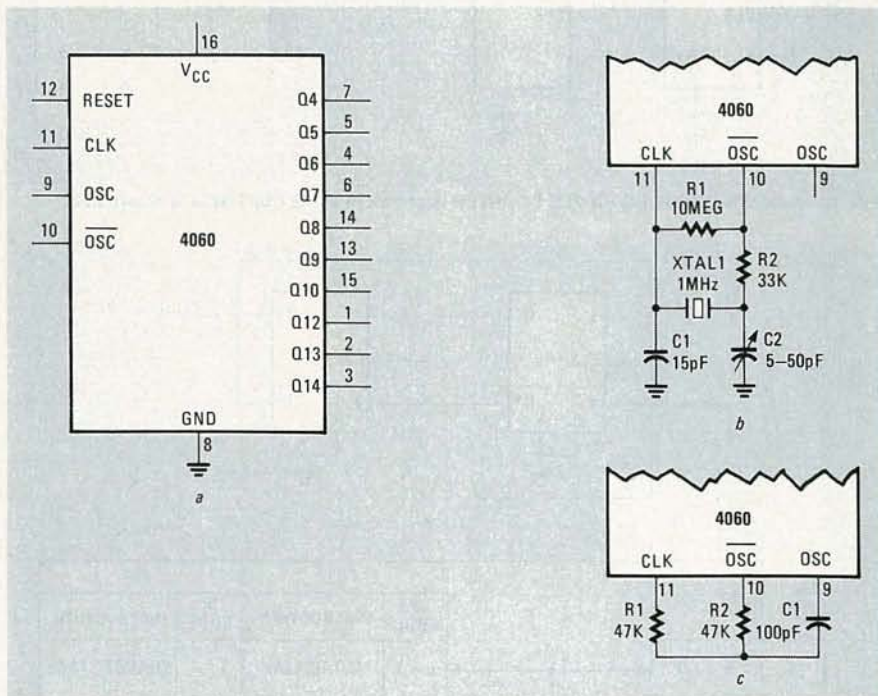 16
VCC
12 RESET Q4 7
11 CLK Q5 5
Q6 4
9 OSC Q7 6
10 OSC Q8 14
4060 Q9 13
Q10 15
Q12 1
Q13 2
Q14 3
GND
8
a
4060
CLK OSC OSC
11 10 9
R1
10MEG
XTAL1
1MHz
R2
33K
C1
15pF
C2
5–50pF
b
4060
CLK OSC OSC
11 10 9
R1
47K
R2
47K
C1
100pF
c